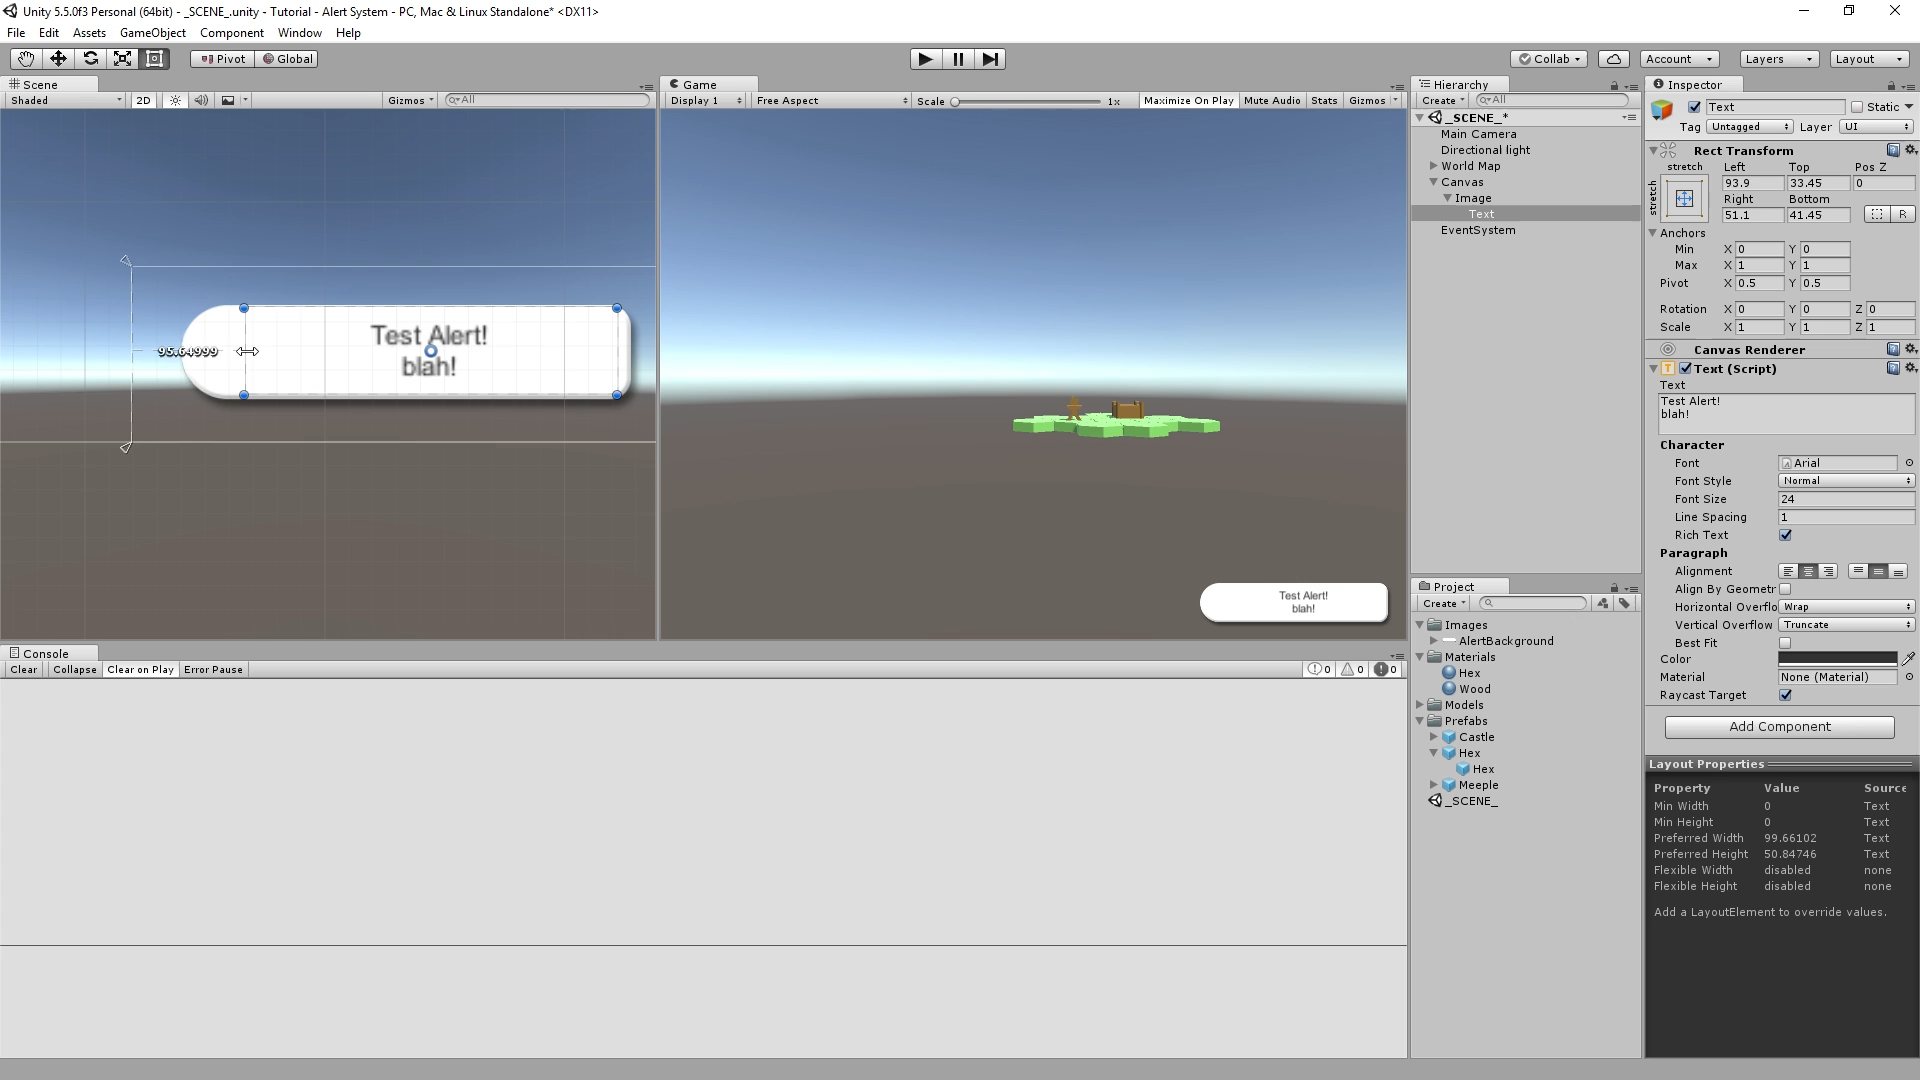 Unity 5.5.0f3 Personal (64bit) - _SCENE_.unity - Tutorial - Alert System - PC, Mac & Linux Standalone* <DX11>
File Edit Assets GameObject Component Window Help
Pivot Global Collab Account Layers Layout
Scene
Shaded 2D Gizmos All
95.64999
Test Alert!
blah!
Game
Display 1 Free Aspect Scale 1x Maximize On Play Mute Audio Stats Gizmos
Test Alert!
blah!
Console
Clear Collapse Clear on Play Error Pause 0 0 0
Hierarchy
Create All
_SCENE_*
Main Camera
Directional light
World Map
Canvas
Image
Text
EventSystem
Project
Create
Images
AlertBackground
Materials
Hex
Wood
Models
Prefabs
Castle
Hex
Hex
Meeple
_SCENE_
Inspector
Text Static
Tag Untagged Layer UI
Rect Transform
stretch Left Top Pos Z
stretch
93.9 33.45 0
Right Bottom
51.1 41.45 R
Anchors
Min X 0 Y 0
Max X 1 Y 1
Pivot X 0.5 Y 0.5
Rotation X 0 Y 0 Z 0
Scale X 1 Y 1 Z 1
Canvas Renderer
Text (Script)
Text
Test Alert!
blah!
Character
Font Arial
Font Style Normal
Font Size 24
Line Spacing 1
Rich Text
Paragraph
Alignment
Align By Geometr
Horizontal Overflo Wrap
Vertical Overflow Truncate
Best Fit
Color
Material None (Material)
Raycast Target
Add Component
Layout Properties
Property Value Source
Min Width 0 Text
Min Height 0 Text
Preferred Width 99.66102 Text
Preferred Height 50.84746 Text
Flexible Width disabled none
Flexible Height disabled none
Add a LayoutElement to override values.